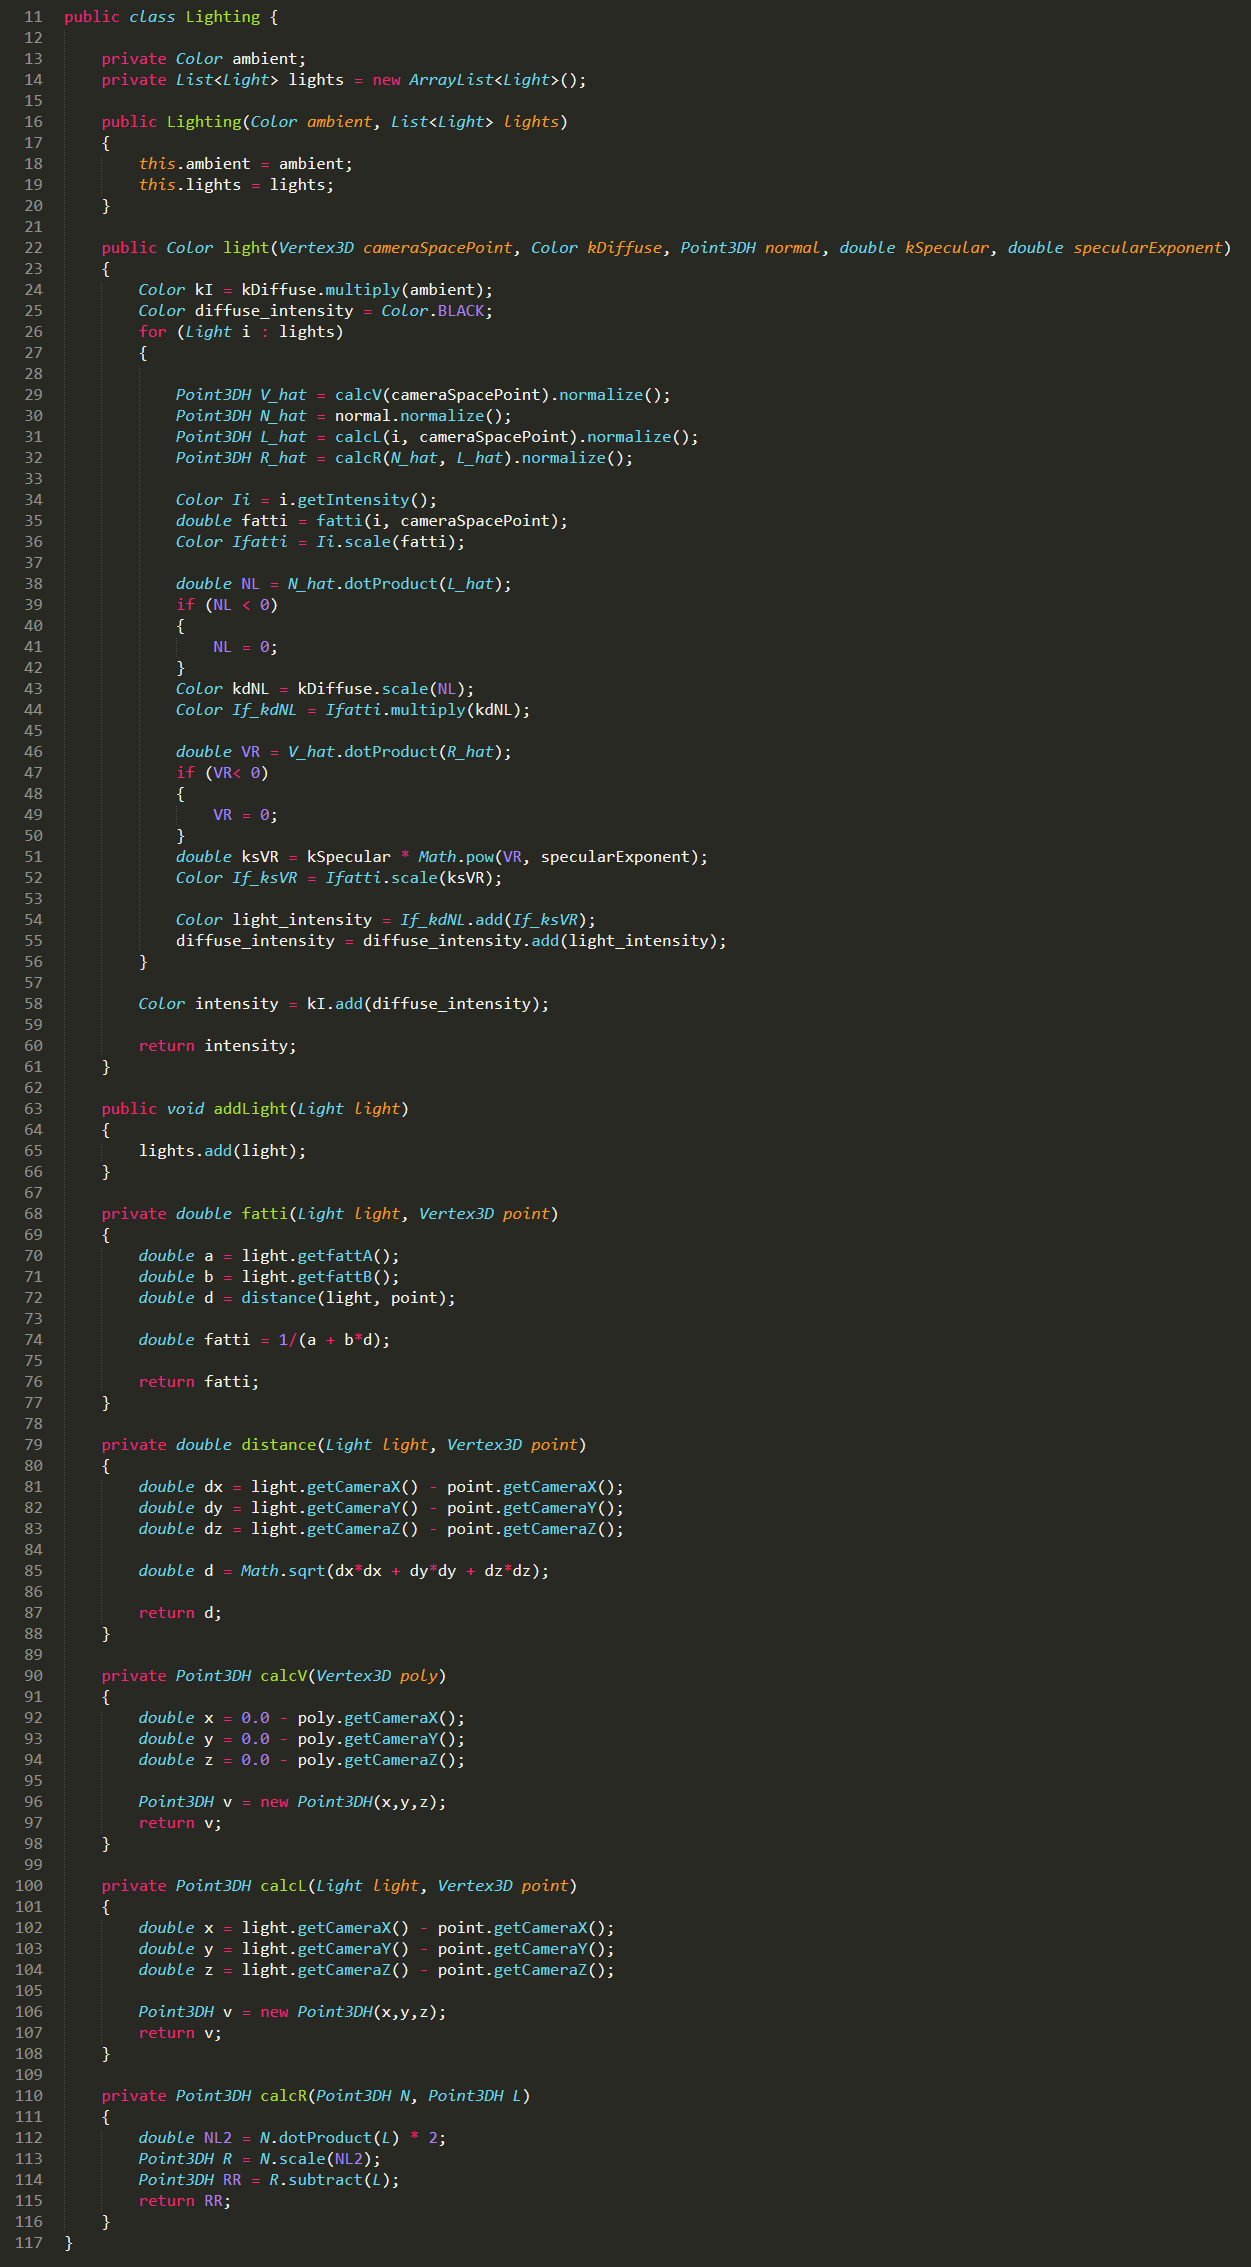 11 public class Lighting {
12
13     private Color ambient;
14     private List<Light> lights = new ArrayList<Light>();
15
16     public Lighting(Color ambient, List<Light> lights)
17     {
18         this.ambient = ambient;
19         this.lights = lights;
20     }
21
22     public Color light(Vertex3D cameraSpacePoint, Color kDiffuse, Point3DH normal, double kSpecular, double specularExponent)
23     {
24         Color kI = kDiffuse.multiply(ambient);
25         Color diffuse_intensity = Color.BLACK;
26         for (Light i : lights)
27         {
28
29             Point3DH V_hat = calcV(cameraSpacePoint).normalize();
30             Point3DH N_hat = normal.normalize();
31             Point3DH L_hat = calcL(i, cameraSpacePoint).normalize();
32             Point3DH R_hat = calcR(N_hat, L_hat).normalize();
33
34             Color Ii = i.getIntensity();
35             double fatti = fatti(i, cameraSpacePoint);
36             Color Ifatti = Ii.scale(fatti);
37
38             double NL = N_hat.dotProduct(L_hat);
39             if (NL < 0)
40             {
41                 NL = 0;
42             }
43             Color kdNL = kDiffuse.scale(NL);
44             Color If_kdNL = Ifatti.multiply(kdNL);
45
46             double VR = V_hat.dotProduct(R_hat);
47             if (VR< 0)
48             {
49                 VR = 0;
50             }
51             double ksVR = kSpecular * Math.pow(VR, specularExponent);
52             Color If_ksVR = Ifatti.scale(ksVR);
53
54             Color light_intensity = If_kdNL.add(If_ksVR);
55             diffuse_intensity = diffuse_intensity.add(light_intensity);
56         }
57
58         Color intensity = kI.add(diffuse_intensity);
59
60         return intensity;
61     }
62
63     public void addLight(Light light)
64     {
65         lights.add(light);
66     }
67
68     private double fatti(Light light, Vertex3D point)
69     {
70         double a = light.getfattA();
71         double b = light.getfattB();
72         double d = distance(light, point);
73
74         double fatti = 1/(a + b*d);
75
76         return fatti;
77     }
78
79     private double distance(Light light, Vertex3D point)
80     {
81         double dx = light.getCameraX() - point.getCameraX();
82         double dy = light.getCameraY() - point.getCameraY();
83         double dz = light.getCameraZ() - point.getCameraZ();
84
85         double d = Math.sqrt(dx*dx + dy*dy + dz*dz);
86
87         return d;
88     }
89
90     private Point3DH calcV(Vertex3D poly)
91     {
92         double x = 0.0 - poly.getCameraX();
93         double y = 0.0 - poly.getCameraY();
94         double z = 0.0 - poly.getCameraZ();
95
96         Point3DH v = new Point3DH(x,y,z);
97         return v;
98     }
99
100     private Point3DH calcL(Light light, Vertex3D point)
101     {
102         double x = light.getCameraX() - point.getCameraX();
103         double y = light.getCameraY() - point.getCameraY();
104         double z = light.getCameraZ() - point.getCameraZ();
105
106         Point3DH v = new Point3DH(x,y,z);
107         return v;
108     }
109
110     private Point3DH calcR(Point3DH N, Point3DH L)
111     {
112         double NL2 = N.dotProduct(L) * 2;
113         Point3DH R = N.scale(NL2);
114         Point3DH RR = R.subtract(L);
115         return RR;
116     }
117 }